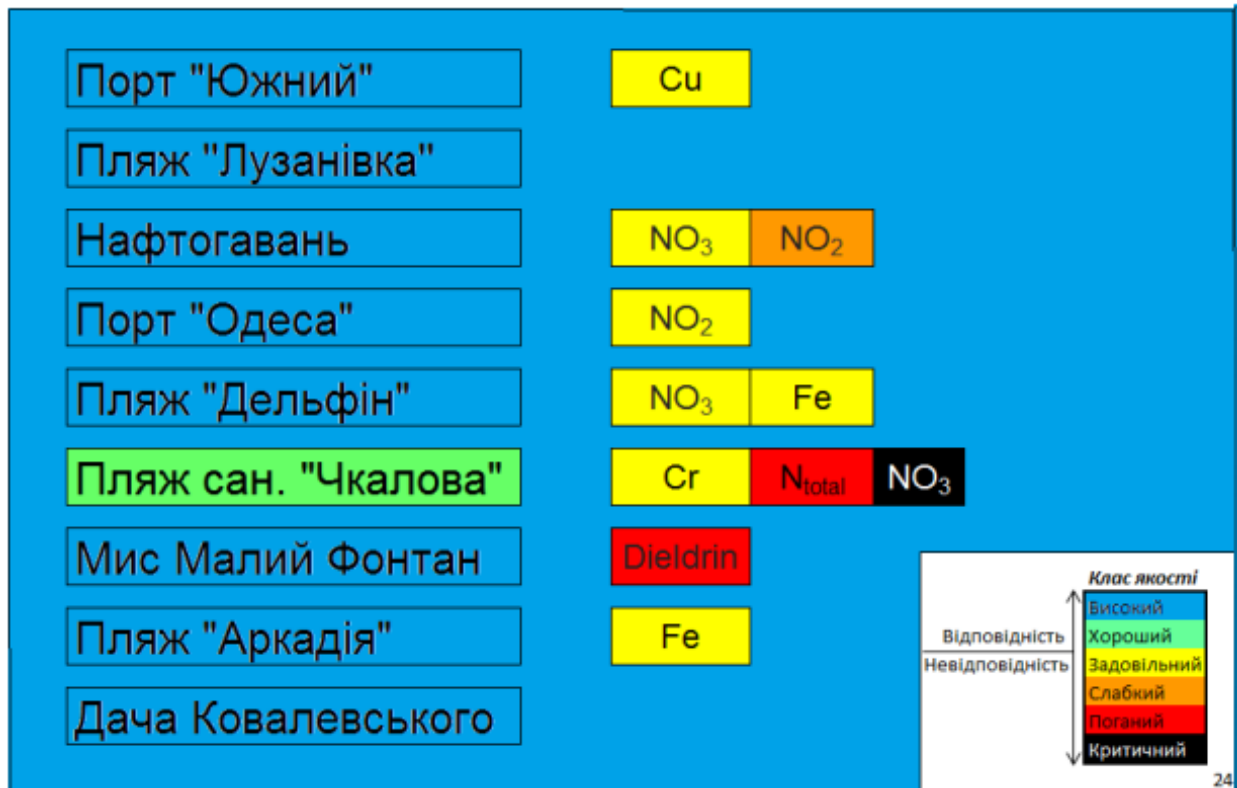 Порт "Южний" Cu
Пляж "Лузанівка"
Нафтогавань NO₃ NO₂
Порт "Одеса" NO₂
Пляж "Дельфін" NO₃ Fe
Пляж сан. "Чкалова" Cr Ntotal NO₃
Мис Малий Фонтан Dieldrin
Пляж "Аркадія" Fe
Дача Ковалевського
Клас якості
Високий
Відповідність Хороший
Невідповідність Задовільний
Слабкий
Поганий
Критичний
24